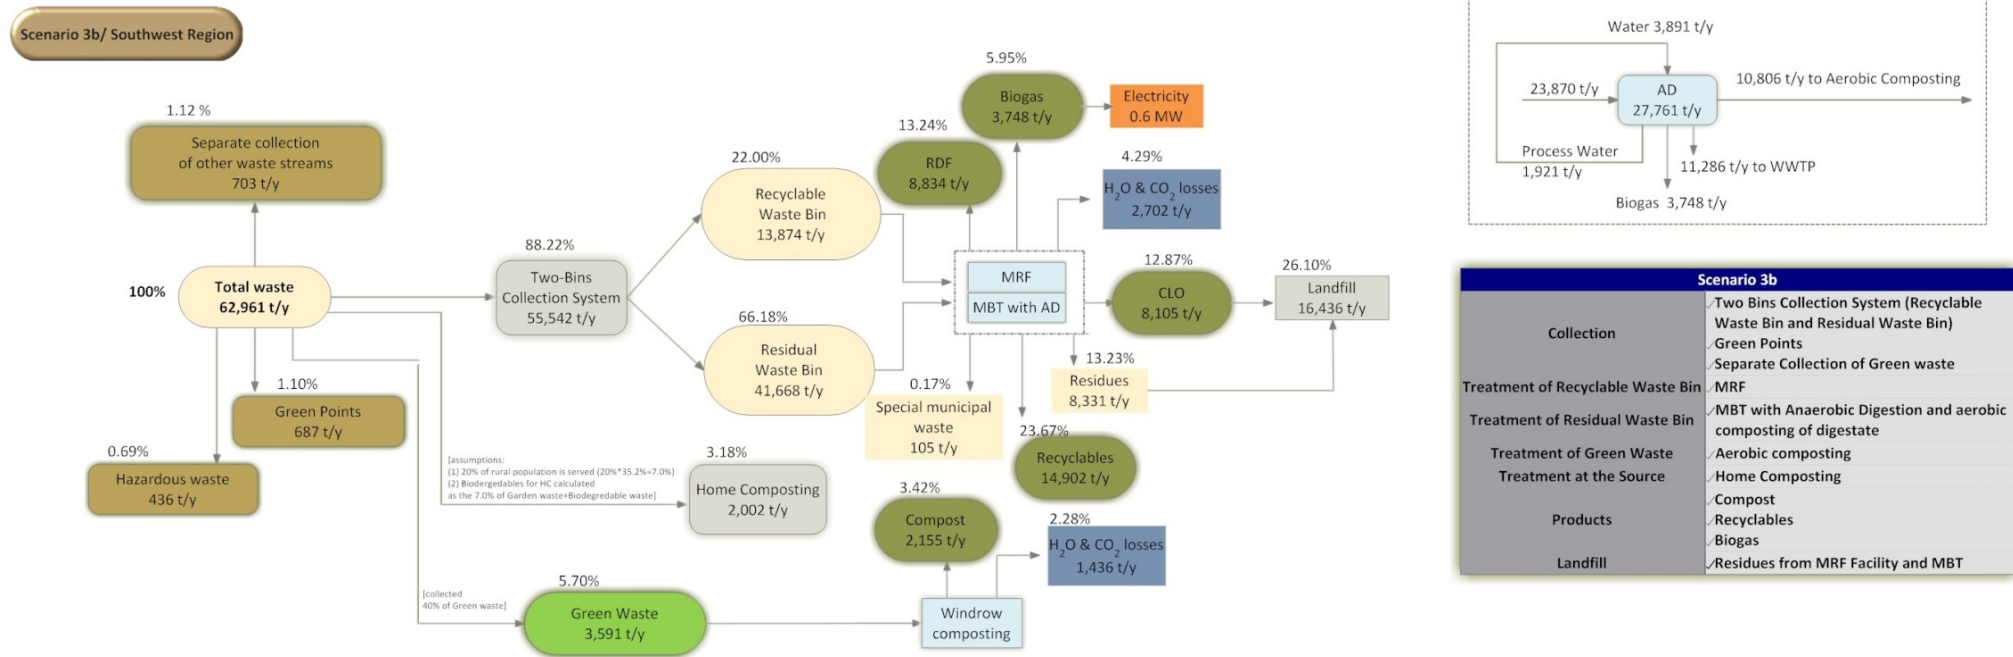 Scenario 3b/ Southwest Region
1.12 %
Separate collection
of other waste streams
703 t/y
100%
Total waste
62,961 t/y
1.10%
Green Points
687 t/y
0.69%
Hazardous waste
436 t/y
88.22%
Two-Bins
Collection System
55,542 t/y
22.00%
Recyclable
Waste Bin
13,874 t/y
66.18%
Residual
Waste Bin
41,668 t/y
[assumptions:
(1) 20% of rural population is served (20%*35.2%=7.0%)
(2) Biodergedables for HC calculated
as the 7.0% of Garden waste+Biodegredable waste]
3.18%
Home Composting
2,002 t/y
[collected
40% of Green waste]
5.70%
Green Waste
3,591 t/y
5.95%
Biogas
3,748 t/y
Electricity
0.6 MW
13.24%
RDF
8,834 t/y
4.29%
H2O & CO2 losses
2,702 t/y
MRF
MBT with AD
12.87%
CLO
8,105 t/y
26.10%
Landfill
16,436 t/y
13.23%
Residues
8,331 t/y
0.17%
Special municipal
waste
105 t/y
23.67%
Recyclables
14,902 t/y
3.42%
Compost
2,155 t/y
2.28%
H2O & CO2 losses
1,436 t/y
Windrow
composting
Water 3,891 t/y
23,870 t/y
AD
27,761 t/y
10,806 t/y to Aerobic Composting
Process Water
1,921 t/y
11,286 t/y to WWTP
Biogas 3,748 t/y
Scenario 3b
Collection
✓Two Bins Collection System (Recyclable
Waste Bin and Residual Waste Bin)
✓Green Points
✓Separate Collection of Green waste
Treatment of Recyclable Waste Bin
✓MRF
Treatment of Residual Waste Bin
✓MBT with Anaerobic Digestion and aerobic
composting of digestate
Treatment of Green Waste
✓Aerobic composting
Treatment at the Source
✓Home Composting
Products
✓Compost
✓Recyclables
✓Biogas
Landfill
✓Residues from MRF Facility and MBT